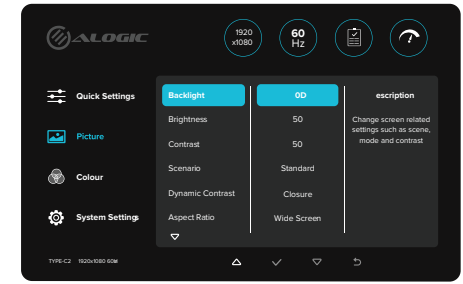 ALOGIC
1920
x1080
60
Hz
Quick Settings
Picture
Colour
System Settings
Backlight 0D
Brightness 50
Contrast 50
Scenario Standard
Dynamic Contrast Closure
Aspect Ratio Wide Screen
escription
Change screen related
settings such as scene,
mode and contrast
TYPE-C2 1920x1080 60